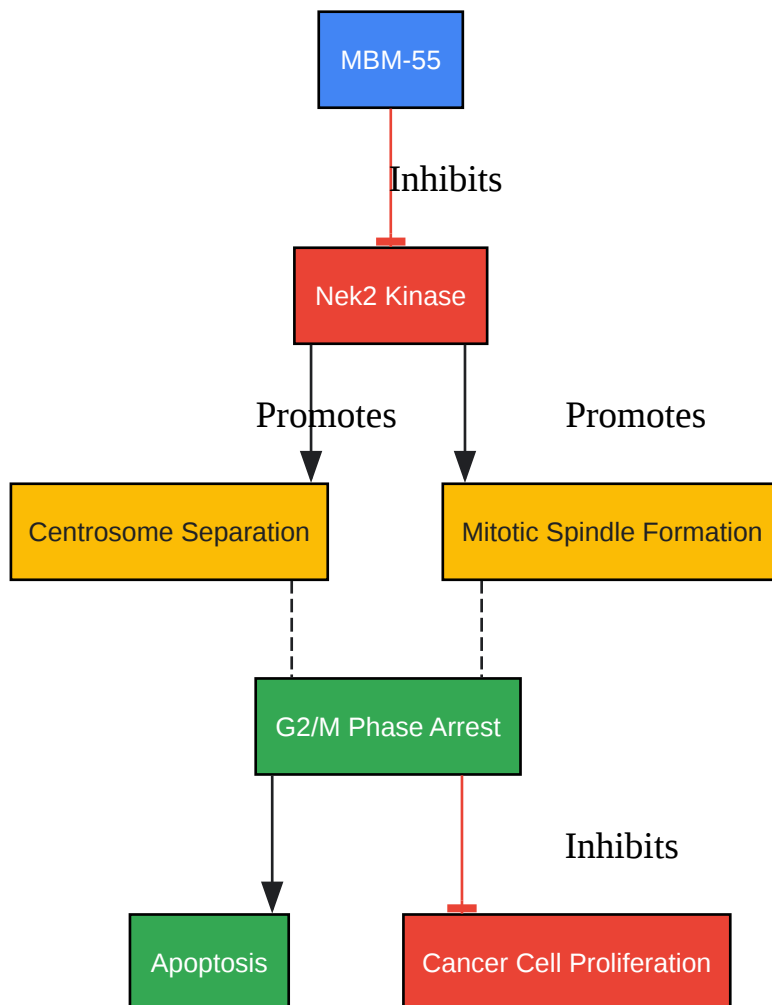 MBM-55
Inhibits
Nek2 Kinase
Promotes
Promotes
Centrosome Separation
Mitotic Spindle Formation
G2/M Phase Arrest
Inhibits
Apoptosis
Cancer Cell Proliferation